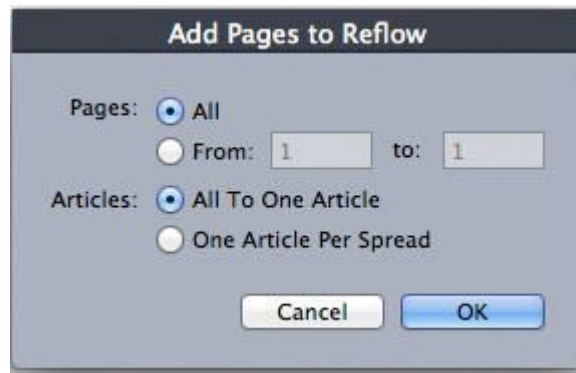 Add Pages to Reflow
Pages: All
From: 1 to: 1
Articles: All To One Article
One Article Per Spread
Cancel OK